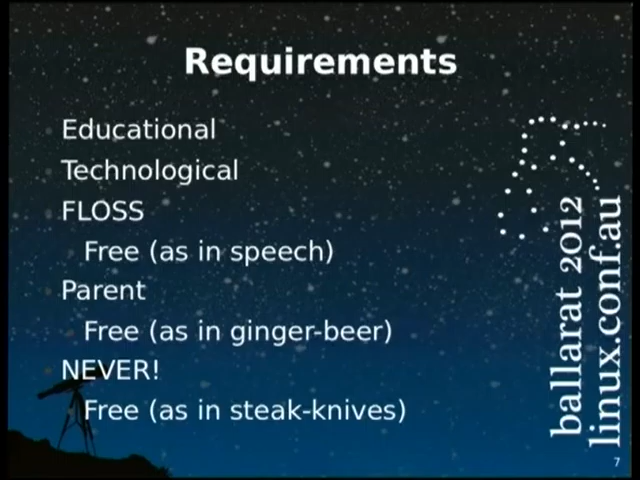 Requirements
Educational
Technological
FLOSS
Free (as in speech)
Parent
Free (as in ginger-beer)
NEVER!
Free (as in steak-knives)
ballarat 2012
linux.conf.au
7